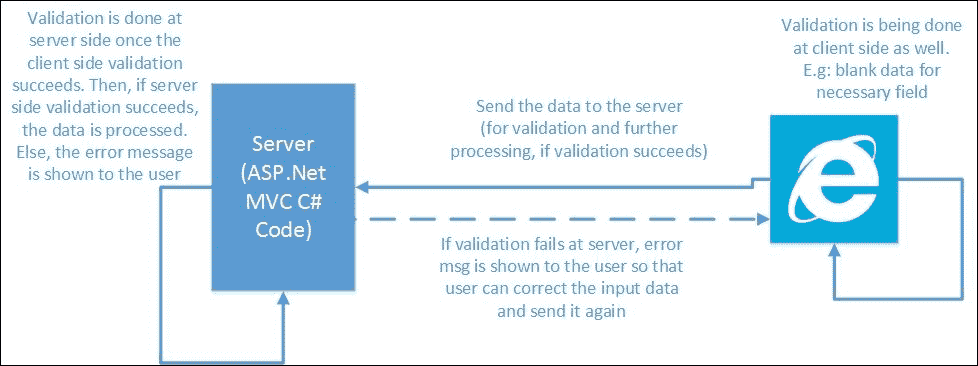 Validation is done at
server side once the
client side validation
succeeds. Then, if server
side validation succeeds,
the data is processed.
Else, the error message
is shown to the user
Server
(ASP.Net
MVC C#
Code)
Send the data to the server
(for validation and further
processing, if validation succeeds)
If validation fails at server, error
msg is shown to the user so that
user can correct the input data
and send it again
Validation is being done
at client side as well.
E.g: blank data for
necessary field